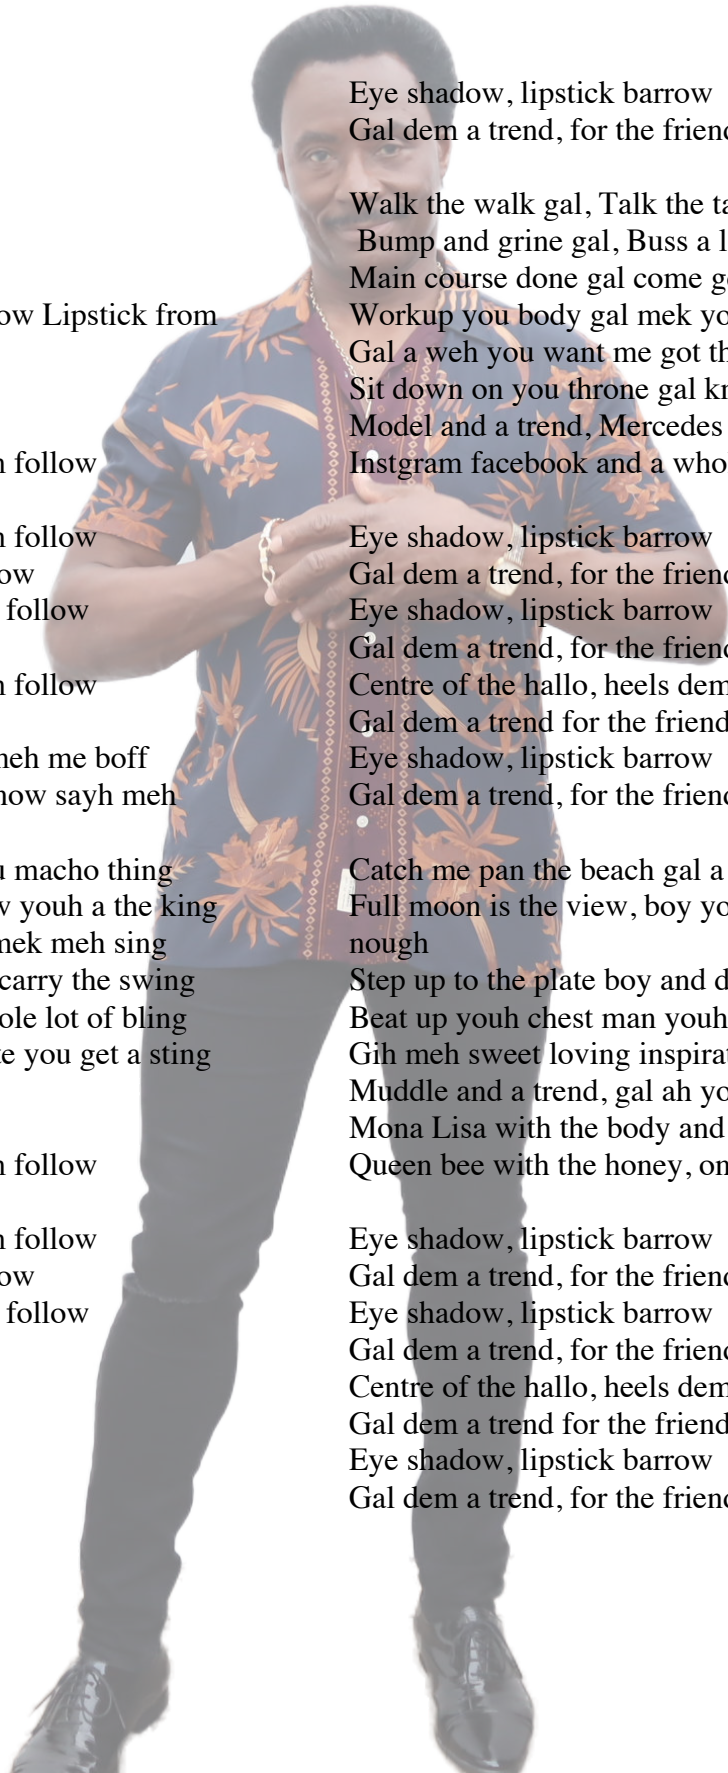 ow Lipstick from
follow
follow
ow
follow
follow
neh me boff
now sayh meh
u macho thing
w youh a the king
mek meh sing
carry the swing
ole lot of bling
te you get a sting
follow
follow
ow
follow
Eye shadow, lipstick barrow
Gal dem a trend, for the friend
Walk the walk gal, Talk the ta
Bump and grine gal, Buss a l
Main course done gal come g
Workup you body gal mek yo
Gal a weh you want me got th
Sit down on you throne gal kn
Model and a trend, Mercedes
Instgram facebook and a who
Eye shadow, lipstick barrow
Gal dem a trend, for the friend
Eye shadow, lipstick barrow
Gal dem a trend, for the friend
Centre of the hallo, heels dem
Gal dem a trend for the friend
Eye shadow, lipstick barrow
Gal dem a trend, for the friend
Catch me pan the beach gal a
Full moon is the view, boy yo
nough
Step up to the plate boy and d
Beat up youh chest man youh
Gih meh sweet loving inspirat
Muddle and a trend, gal ah yo
Mona Lisa with the body and
Queen bee with the honey, on
Eye shadow, lipstick barrow
Gal dem a trend, for the friend
Eye shadow, lipstick barrow
Gal dem a trend, for the friend
Centre of the hallo, heels dem
Gal dem a trend for the friend
Eye shadow, lipstick barrow
Gal dem a trend, for the friend